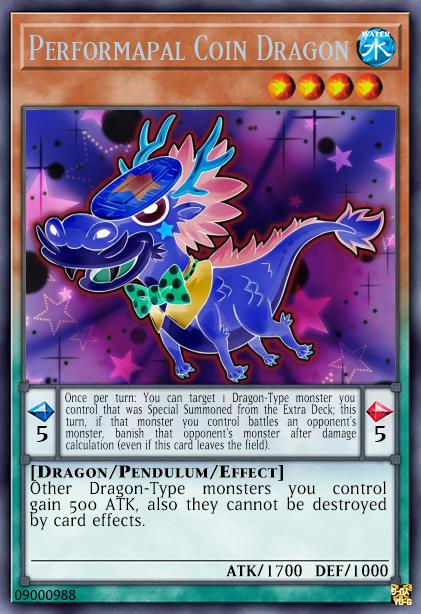 PERFORMAPAL COIN DRAGON
WATER
水
Once per turn: You can target 1 Dragon-Type monster you
control that was Special Summoned from the Extra Deck; this
turn, if that monster you control battles an opponent's
monster, banish that opponent's monster after damage
calculation (even if this card leaves the field).
5
5
[DRAGON/PENDULUM/EFFECT]
Other Dragon-Type monsters you control
gain 500 ATK, also they cannot be destroyed
by card effects.
ATK/1700 DEF/1000
09000988